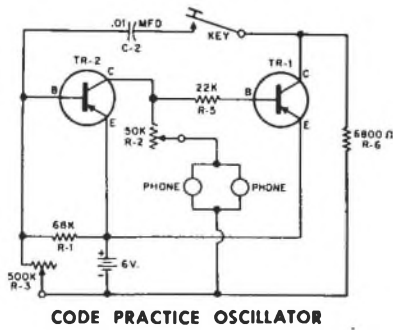 .01 MFD
C-2
KEY
TR-2
TR-1
C
C
B
22K
B
R-5
E
50K
R-2
E
6800 Ω
R-6
PHONE
PHONE
68K
R-1
+
6V.
-
500K
R-3
CODE PRACTICE OSCILLATOR